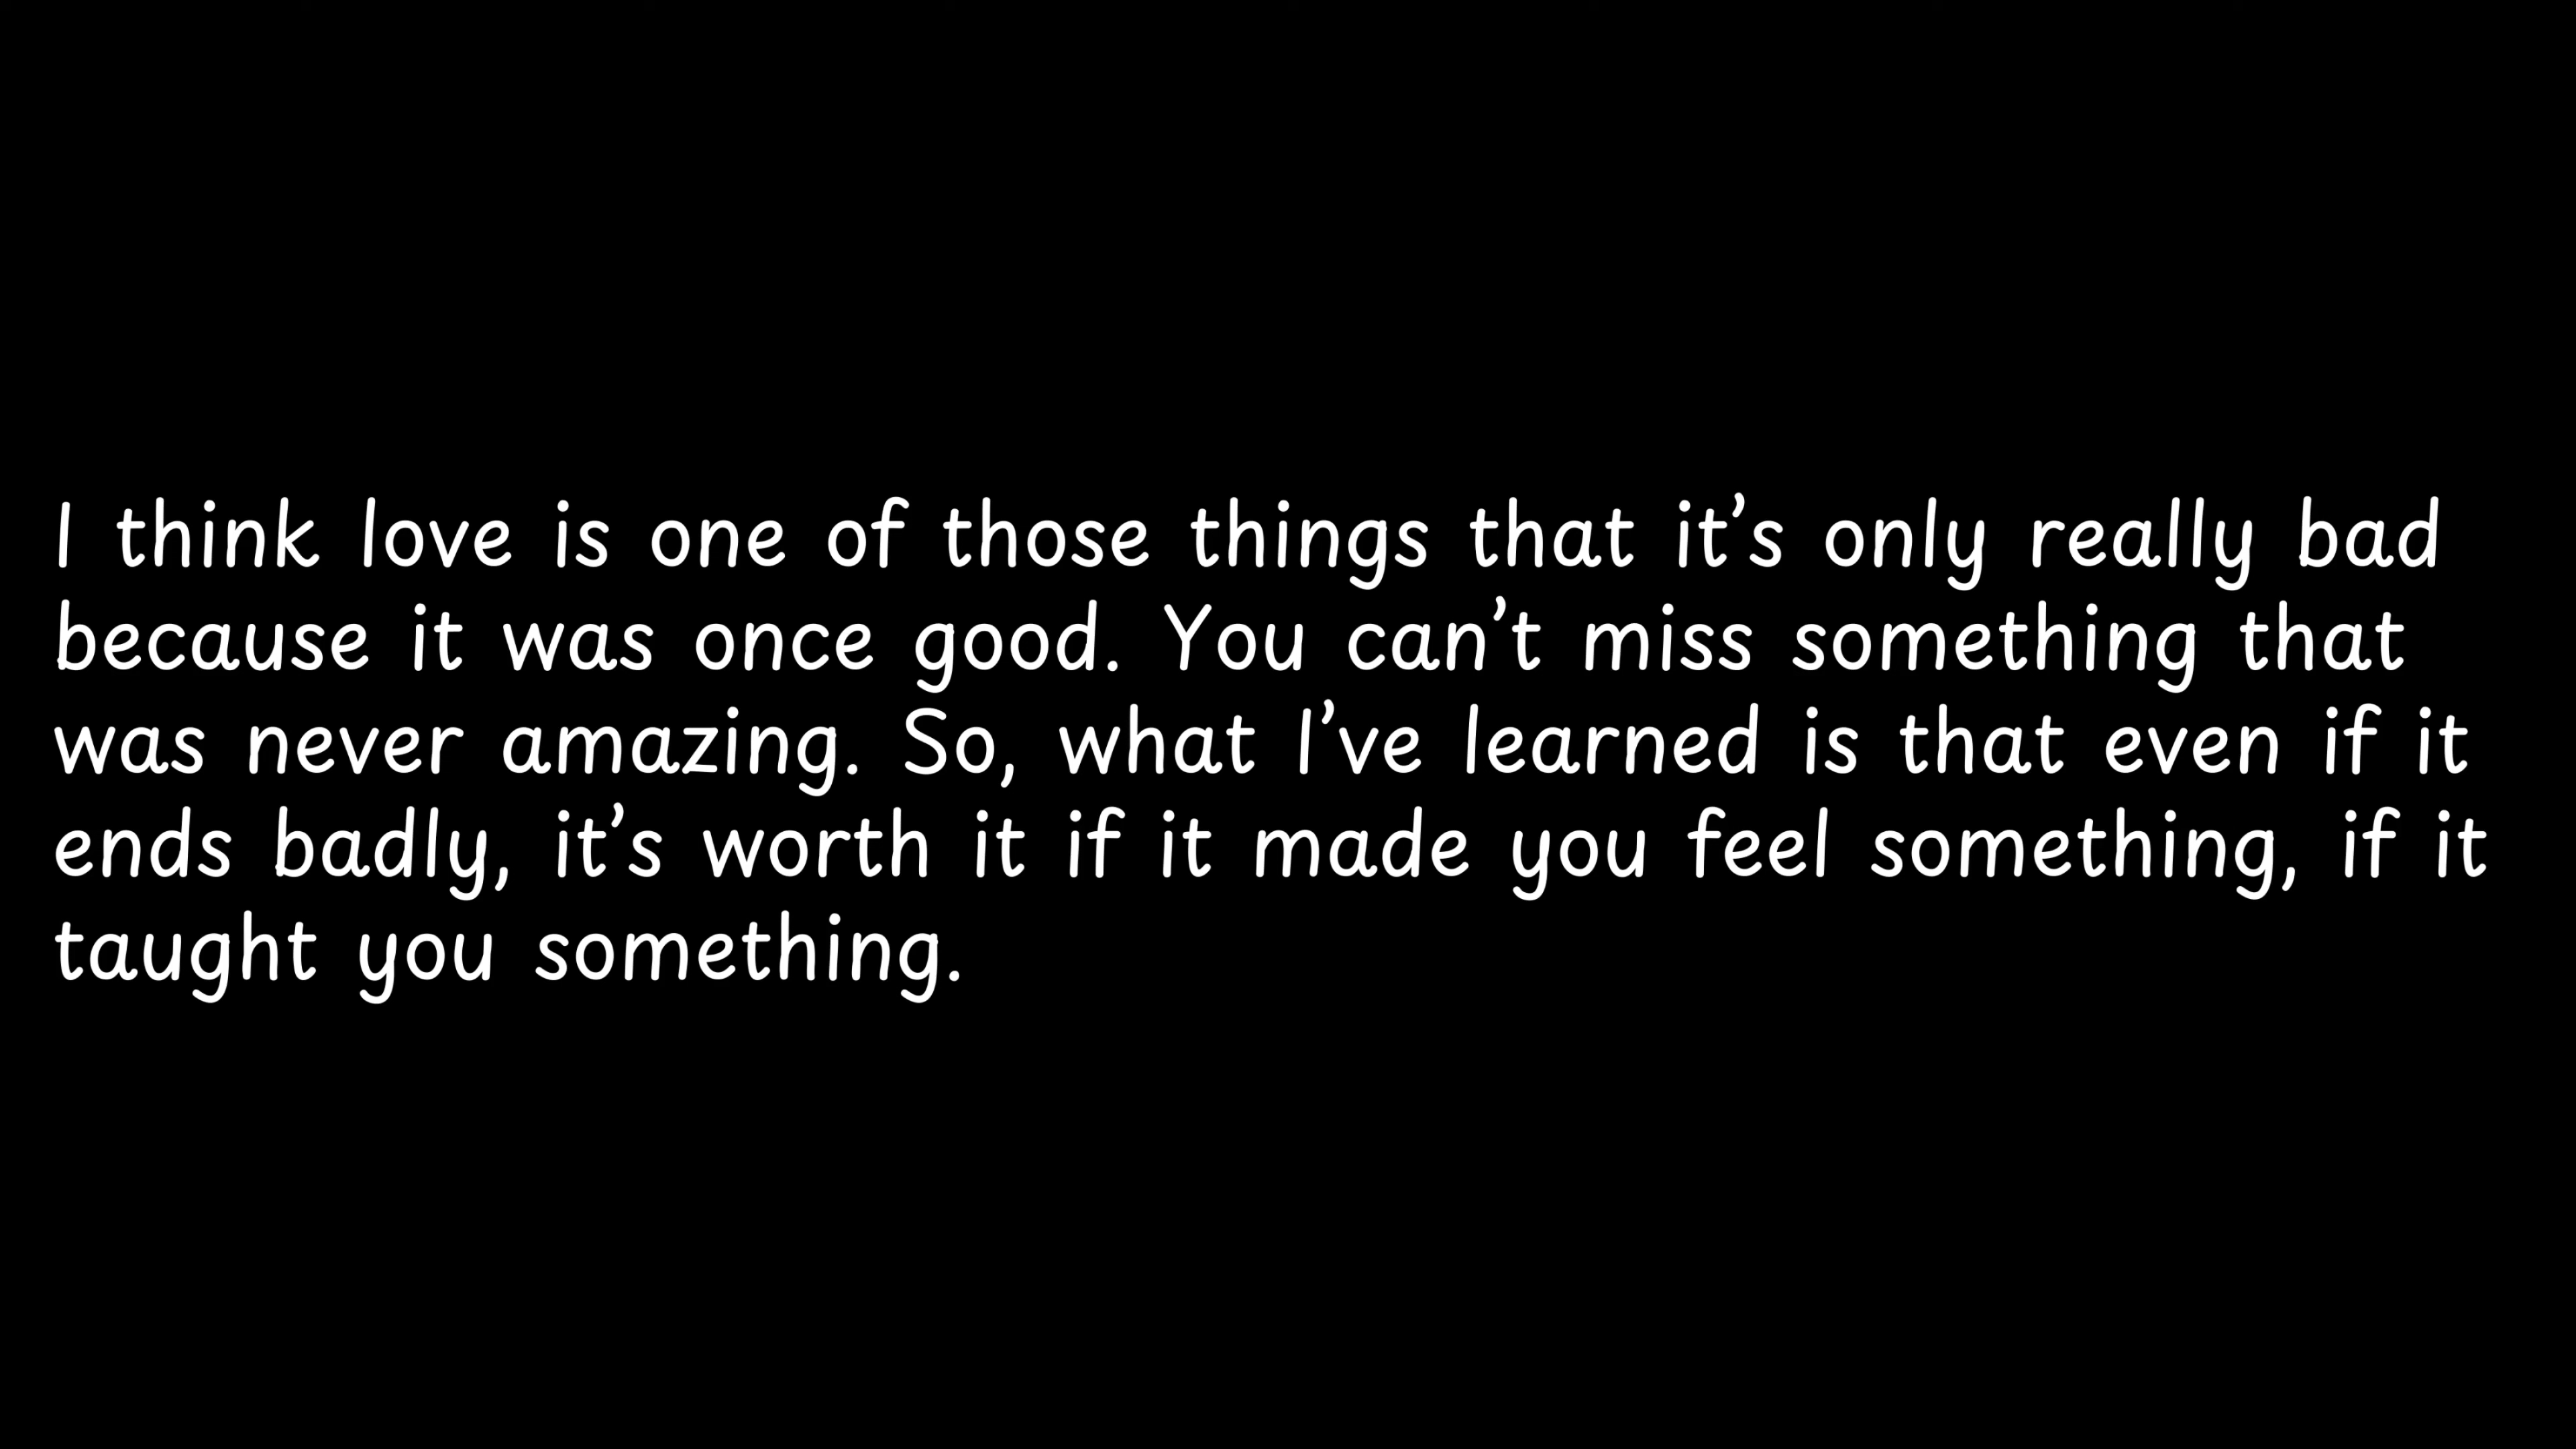 I think love is one of those things that it’s only really bad
because it was once good. You can’t miss something that
was never amazing. So, what I’ve learned is that even if it
ends badly, it’s worth it if it made you feel something, if it
taught you something.